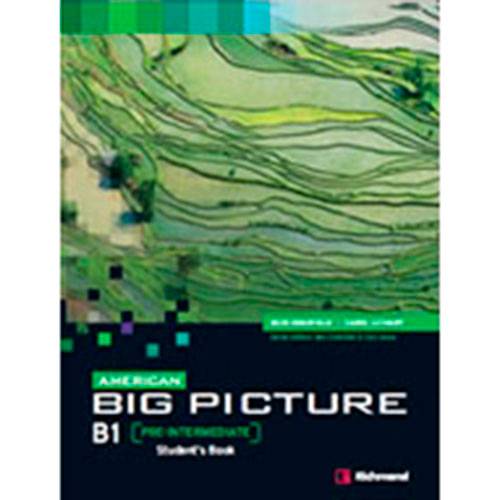 AMERICAN
BIG PICTURE
B1 [PRE-INTERMEDIATE]
Student's Book
Richmond